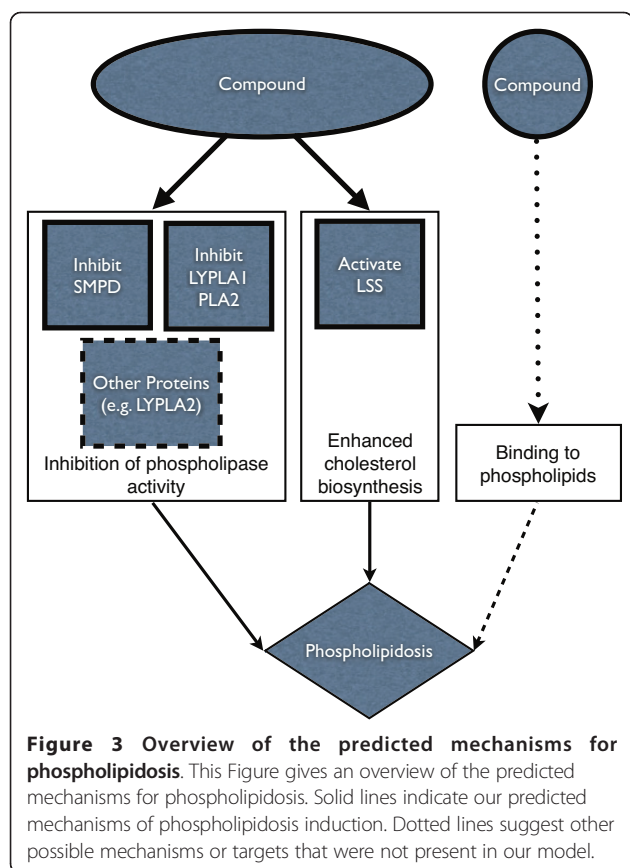 Compound
Compound
Inhibit
SMPD
Inhibit
LYPLA1
PLA2
Activate
LSS
Other Proteins
(e.g. LYPLA2)
Inhibition of phospholipase
activity
Enhanced
cholesterol
biosynthesis
Binding to
phospholipids
Phospholipidosis
Figure 3 Overview of the predicted mechanisms for
phospholipidosis. This Figure gives an overview of the predicted
mechanisms for phospholipidosis. Solid lines indicate our predicted
mechanisms of phospholipidosis induction. Dotted lines suggest other
possible mechanisms or targets that were not present in our model.